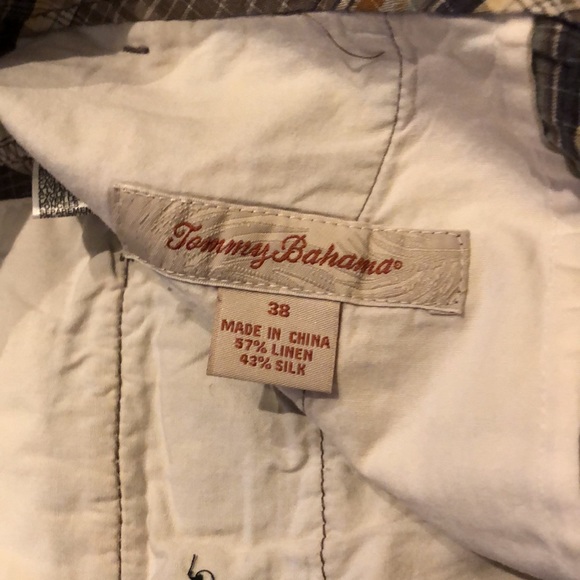 Tommy Bahama®
38
MADE IN CHINA
57% LINEN
43% SILK